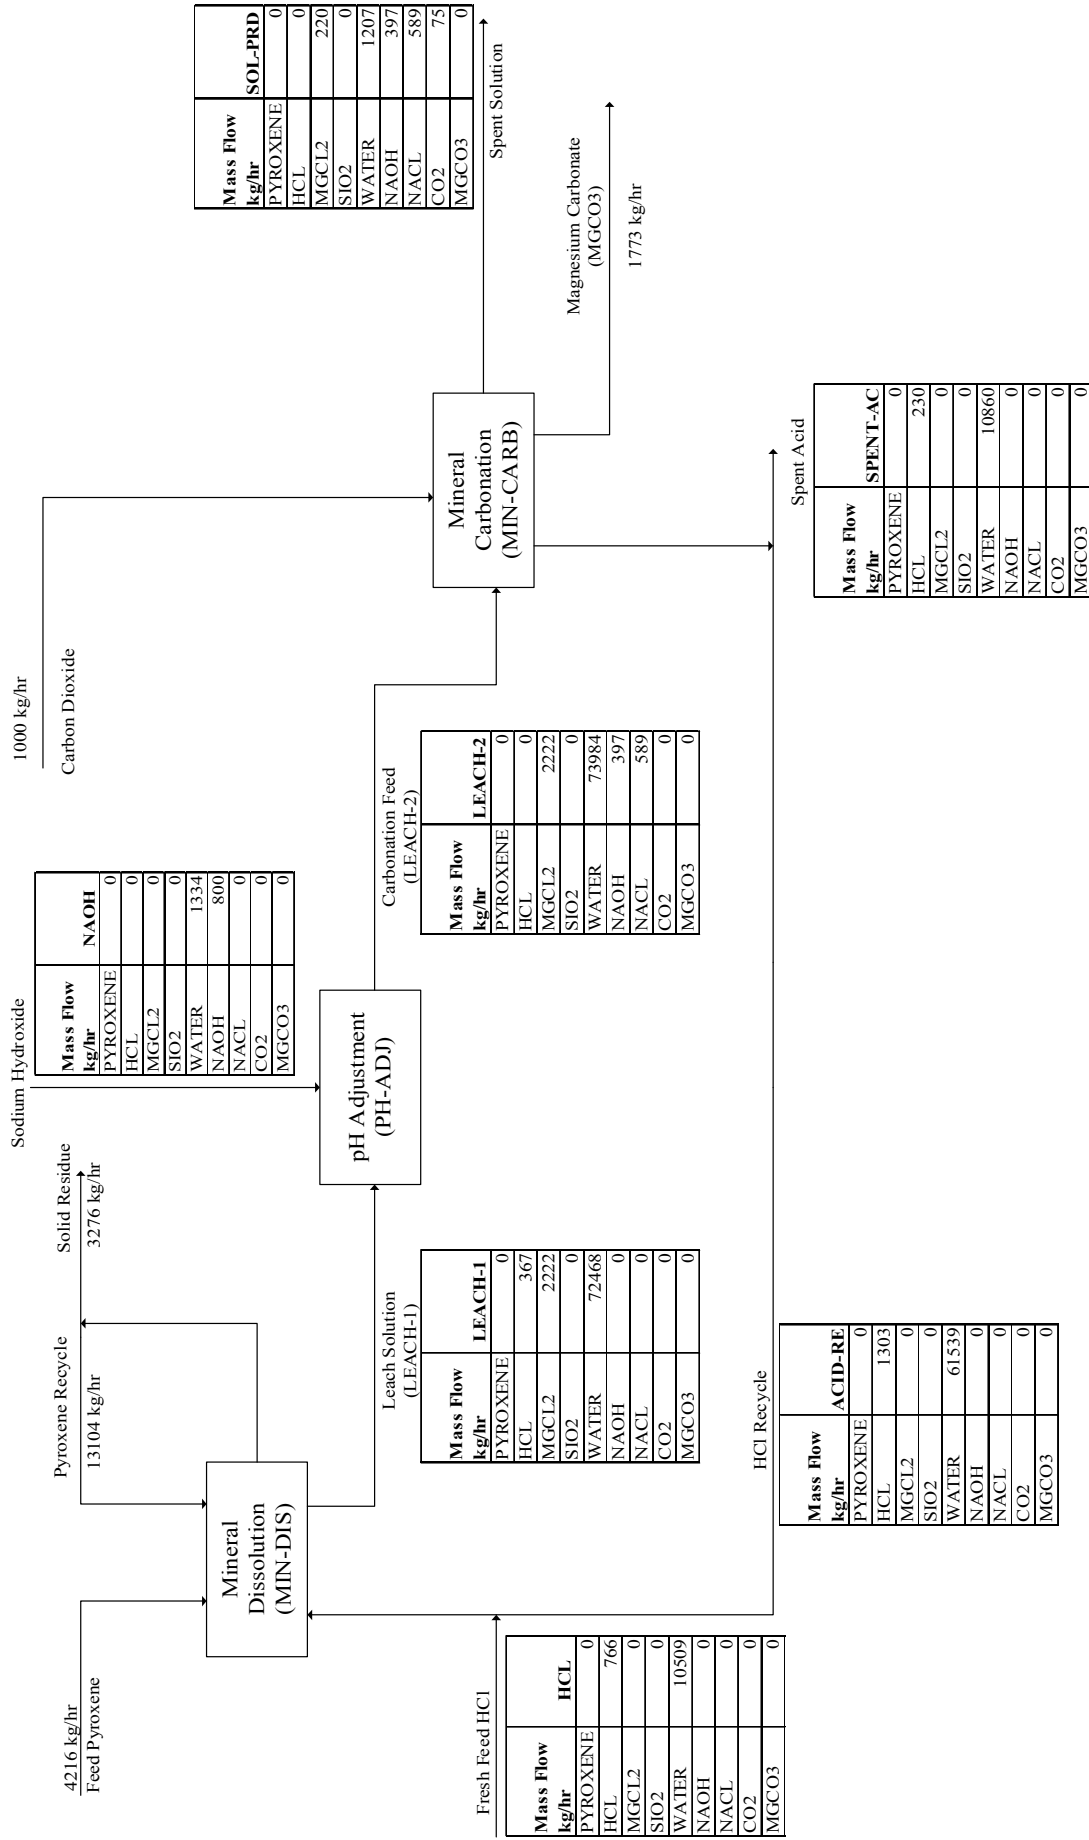 4216 kg/hr
Feed Pyroxene
Pyroxene Recycle
13104 kg/hr
Solid Residue
3276 kg/hr
Mineral
Dissolution
(MIN-DIS)
Fresh Feed HCl
Mass Flow
kg/hr HCL
PYROXENE 0
HCL 766
MGCL2 0
SIO2 0
WATER 10509
NAOH 0
NACL 0
CO2 0
MGCO3 0
Leach Solution
(LEACH-1)
Mass Flow
kg/hr LEACH-1
PYROXENE 0
HCL 367
MGCL2 2222
SIO2 0
WATER 72468
NAOH 0
NACL 0
CO2 0
MGCO3 0
Sodium Hydroxide
Mass Flow
kg/hr NAOH
PYROXENE 0
HCL 0
MGCL2 0
SIO2 0
WATER 1334
NAOH 800
NACL 0
CO2 0
MGCO3 0
pH Adjustment
(PH-ADJ)
Carbonation Feed
(LEACH-2)
Mass Flow
kg/hr LEACH-2
PYROXENE 0
HCL 0
MGCL2 2222
SIO2 0
WATER 73984
NAOH 397
NACL 589
CO2 0
MGCO3 0
1000 kg/hr
Carbon Dioxide
Mineral
Carbonation
(MIN-CARB)
Mass Flow
kg/hr SOL-PRD
PYROXENE 0
HCL 0
MGCL2 220
SIO2 0
WATER 1207
NAOH 397
NACL 589
CO2 75
MGCO3 0
Spent Solution
Magnesium Carbonate
(MGCO3)
1773 kg/hr
HCl Recycle
Mass Flow
kg/hr ACID-RE
PYROXENE 0
HCL 1303
MGCL2 0
SIO2 0
WATER 61539
NAOH 0
NACL 0
CO2 0
MGCO3 0
Spent Acid
Mass Flow
kg/hr SPENT-AC
PYROXENE 0
HCL 230
MGCL2 0
SIO2 0
WATER 10860
NAOH 0
NACL 0
CO2 0
MGCO3 0